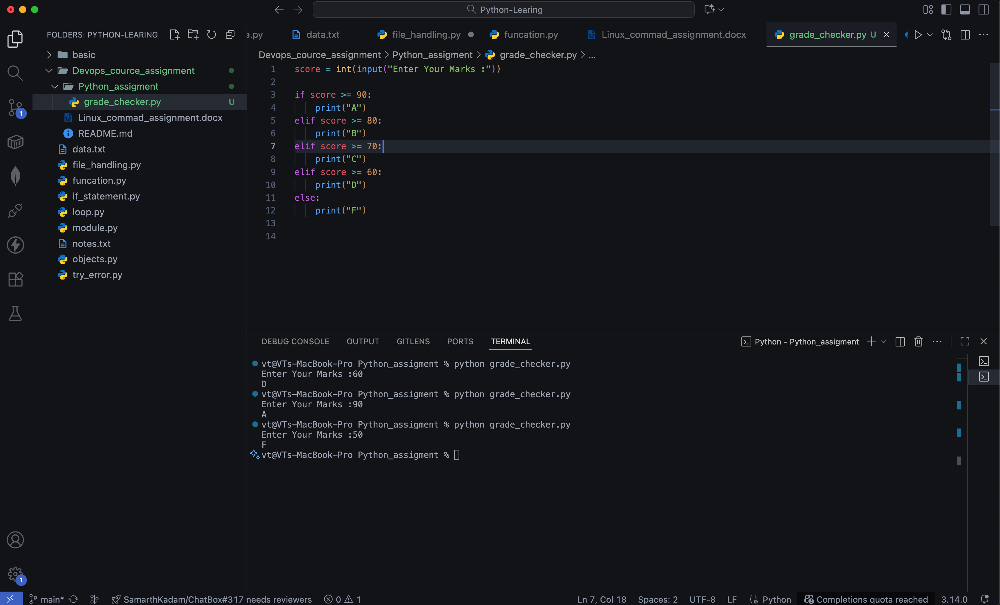 Python-Learing
FOLDERS: PYTHON-LEARING
basic
Devops_cource_assignment
Python_assigment
grade_checker.py U
Linux_commad_assignment.docx
README.md
data.txt
file_handling.py
funcation.py
if_statement.py
loop.py
module.py
notes.txt
objects.py
try_error.py
1
1
e.py data.txt file_handling.py funcation.py Linux_commad_assignment.docx grade_checker.py U
Devops_cource_assignment > Python_assigment > grade_checker.py > ...
1 score = int(input("Enter Your Marks :"))
2
3 if score >= 90:
4 print("A")
5 elif score >= 80:
6 print("B")
7 elif score >= 70:
8 print("C")
9 elif score >= 60:
10 print("D")
11 else:
12 print("F")
13
14
DEBUG CONSOLE OUTPUT GITLENS PORTS TERMINAL Python - Python_assigment
vt@VTs-MacBook-Pro Python_assigment % python grade_checker.py
Enter Your Marks :60
D
vt@VTs-MacBook-Pro Python_assigment % python grade_checker.py
Enter Your Marks :90
A
vt@VTs-MacBook-Pro Python_assigment % python grade_checker.py
Enter Your Marks :50
F
vt@VTs-MacBook-Pro Python_assigment %
main* SamarthKadam/ChatBox#317 needs reviewers 0 1 Ln 7, Col 18 Spaces: 2 UTF-8 LF Python Completions quota reached 3.14.0